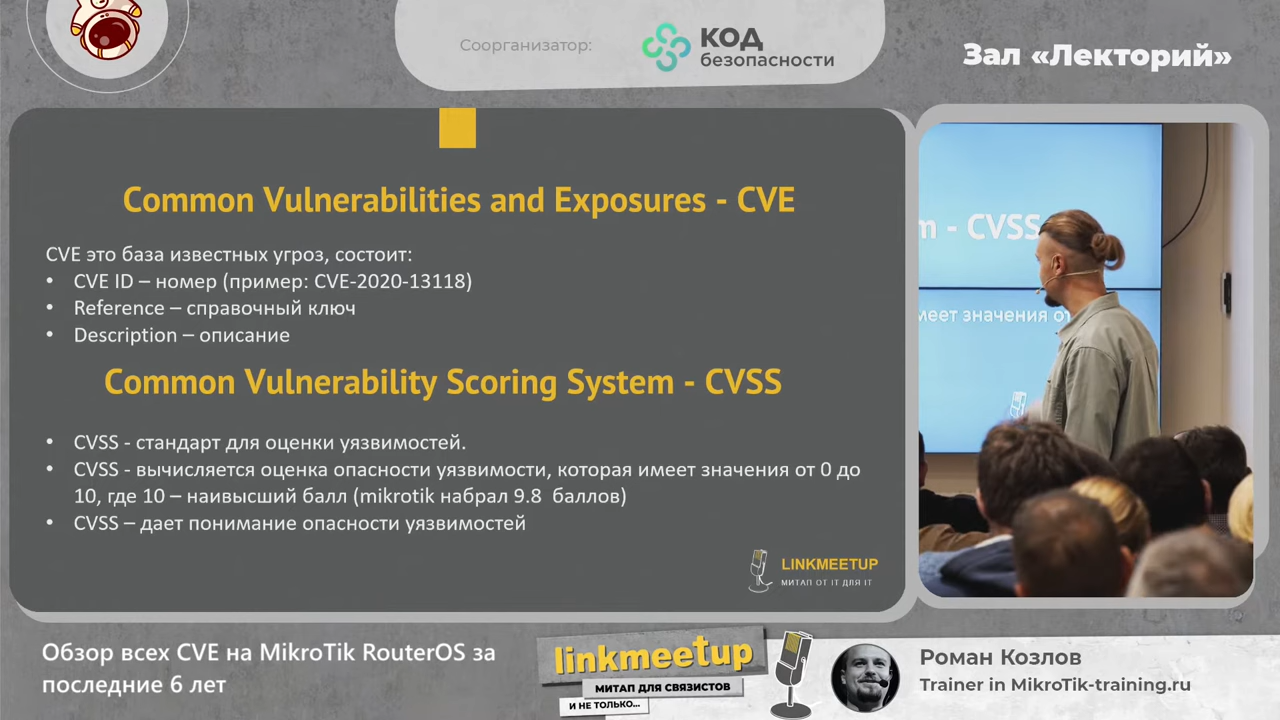 Соорганизатор:
КОД
безопасности
Зал «Лекторий»
Common Vulnerabilities and Exposures - CVE
CVE это база известных угроз, состоит:
• CVE ID – номер (пример: CVE-2020-13118)
• Reference – справочный ключ
• Description – описание
Common Vulnerability Scoring System - CVSS
• CVSS - стандарт для оценки уязвимостей.
• CVSS - вычисляется оценка опасности уязвимости, которая имеет значения от 0 до
10, где 10 – наивысший балл (mikrotik набрал 9.8 баллов)
• CVSS – дает понимание опасности уязвимостей
LINKMEETUP
МИТАП ОТ IT ДЛЯ IT
m - CVSS
меет значения от
Обзор всех CVE на MikroTik RouterOS за
последние 6 лет
linkmeetup
МИТАП ДЛЯ СВЯЗИСТОВ
И НЕ ТОЛЬКО...
Роман Козлов
Trainer in MikroTik-training.ru